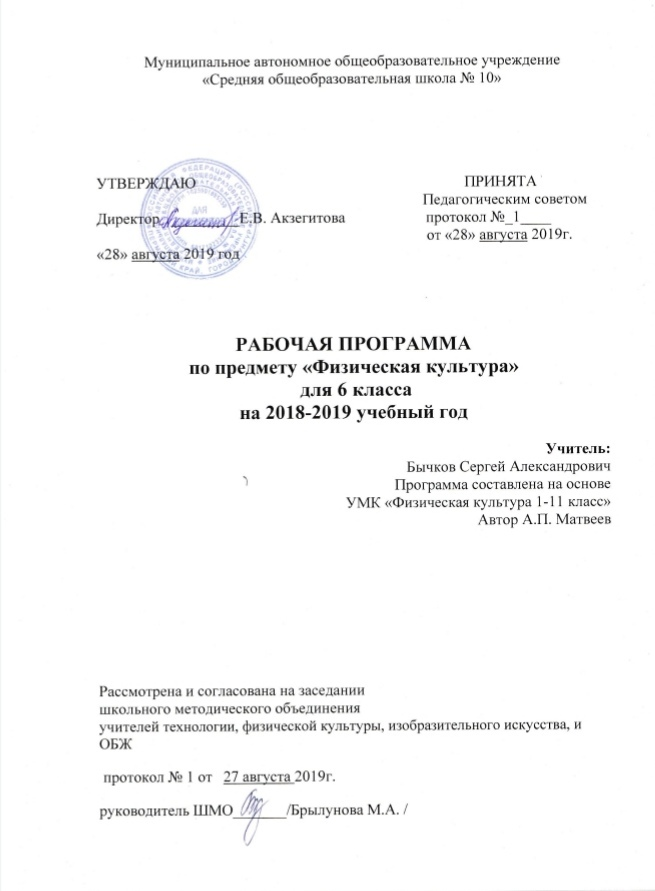 Муниципальное автономное общеобразовательное учреждение
«Средняя общеобразовательная школа № 10»
УТВЕРЖДАЮ
Директор__________Е.В. Акзегитова
«28» августа 2019 год
ПРИНЯТА
Педагогическим советом
протокол №_1____
от «28» августа 2019г.
РАБОЧАЯ ПРОГРАММА
по предмету «Физическая культура»
для 6 класса
на 2018-2019 учебный год
Учитель:
Бычков Сергей Александрович
Программа составлена на основе
УМК «Физическая культура 1-11 класс»
Автор А.П. Матвеев
Рассмотрена и согласована на заседании
школьного методического объединения
учителей технологии, физической культуры, изобразительного искусства, и
ОБЖ
протокол № 1 от 27 августа 2019г.
руководитель ШМО_______/Брылунова М.А. /